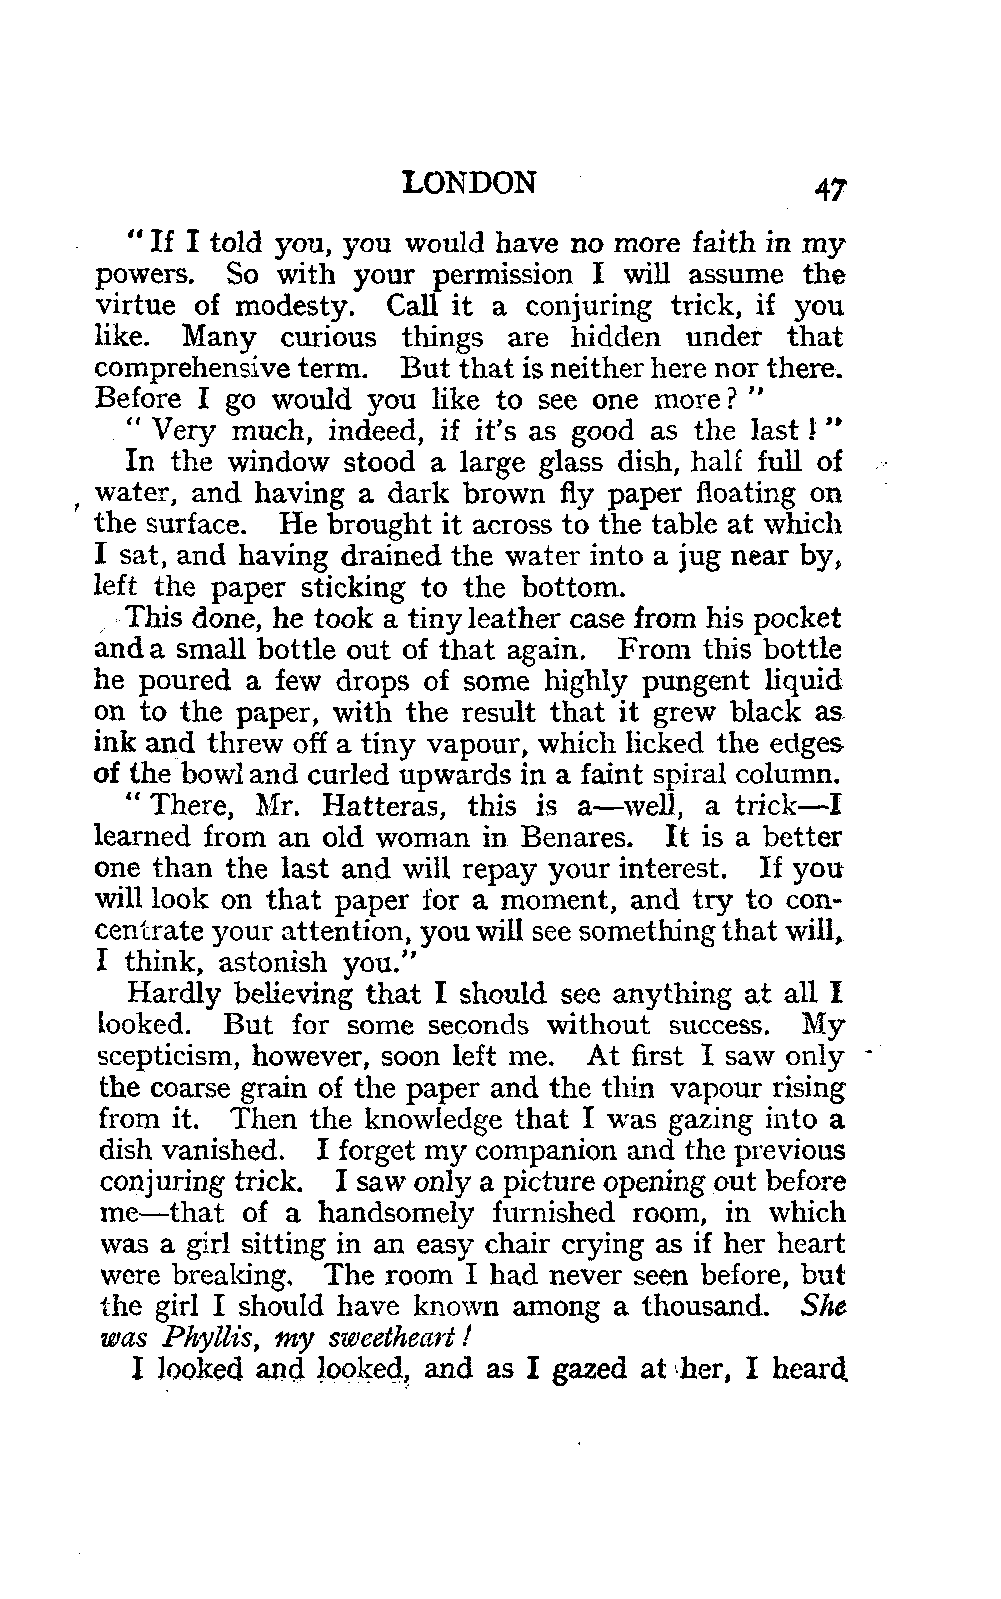 LONDON 47
" If I told you, you would have no more faith in my
powers. So with your permission I will assume the
virtue of modesty. Call it a conjuring trick, if you
like. Many curious things are hidden under that
comprehensive term. But that is neither here nor there.
Before I go would you like to see one more? "
" Very much, indeed, if it's as good as the last ! "
In the window stood a large glass dish, half full of
water, and having a dark brown fly paper floating on
the surface. He brought it across to the table at which
I sat, and having drained the water into a jug near by,
left the paper sticking to the bottom.
This done, he took a tiny leather case from his pocket
and a small bottle out of that again. From this bottle
he poured a few drops of some highly pungent liquid
on to the paper, with the result that it grew black as
ink and threw off a tiny vapour, which licked the edges
of the bowl and curled upwards in a faint spiral column.
" There, Mr. Hatteras, this is a—well, a trick—I
learned from an old woman in Benares. It is a better
one than the last and will repay your interest. If you
will look on that paper for a moment, and try to con-
centrate your attention, you will see something that will,
I think, astonish you."
Hardly believing that I should see anything at all I
looked. But for some seconds without success. My
scepticism, however, soon left me. At first I saw only
the coarse grain of the paper and the thin vapour rising
from it. Then the knowledge that I was gazing into a
dish vanished. I forget my companion and the previous
conjuring trick. I saw only a picture opening out before
me—that of a handsomely furnished room, in which
was a girl sitting in an easy chair crying as if her heart
were breaking. The room I had never seen before, but
the girl I should have known among a thousand. She
was Phyllis, my sweetheart !
I looked and looked, and as I gazed at her, I heard